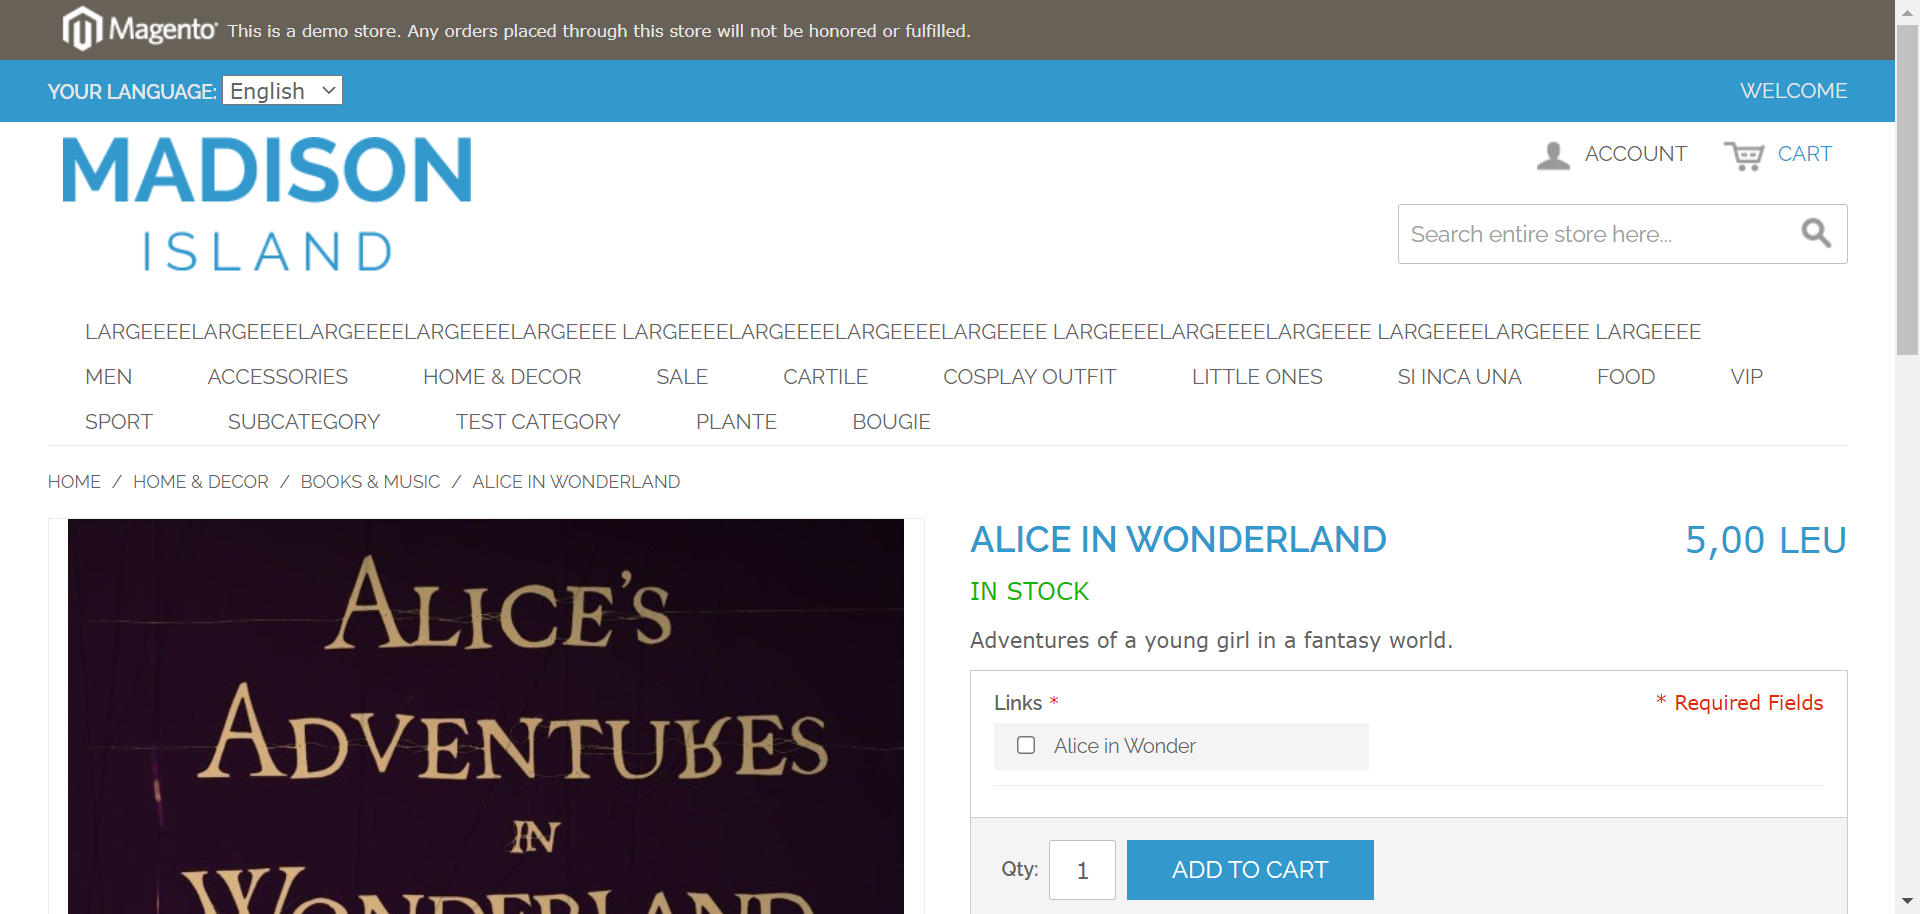 Magento This is a demo store. Any orders placed through this store will not be honored or fulfilled.
YOUR LANGUAGE: English WELCOME
MADISON
ISLAND
ACCOUNT CART
Search entire store here...
LARGEEEELARGEEEELARGEEEELARGEEEELARGEEEE LARGEEEELARGEEEELARGEEEELARGEEEE LARGEEEELARGEEEELARGEEEE LARGEEEELARGEEEE LARGEEEE
MEN ACCESSORIES HOME & DECOR SALE CARTILE COSPLAY OUTFIT LITTLE ONES SI INCA UNA FOOD VIP
SPORT SUBCATEGORY TEST CATEGORY PLANTE BOUGIE
HOME / HOME & DECOR / BOOKS & MUSIC / ALICE IN WONDERLAND
ALICE'S
ADVENTURES
IN
WONDERLAND
ALICE IN WONDERLAND 5,00 LEU
IN STOCK
Adventures of a young girl in a fantasy world.
Links * * Required Fields
Alice in Wonder
Qty: 1 ADD TO CART